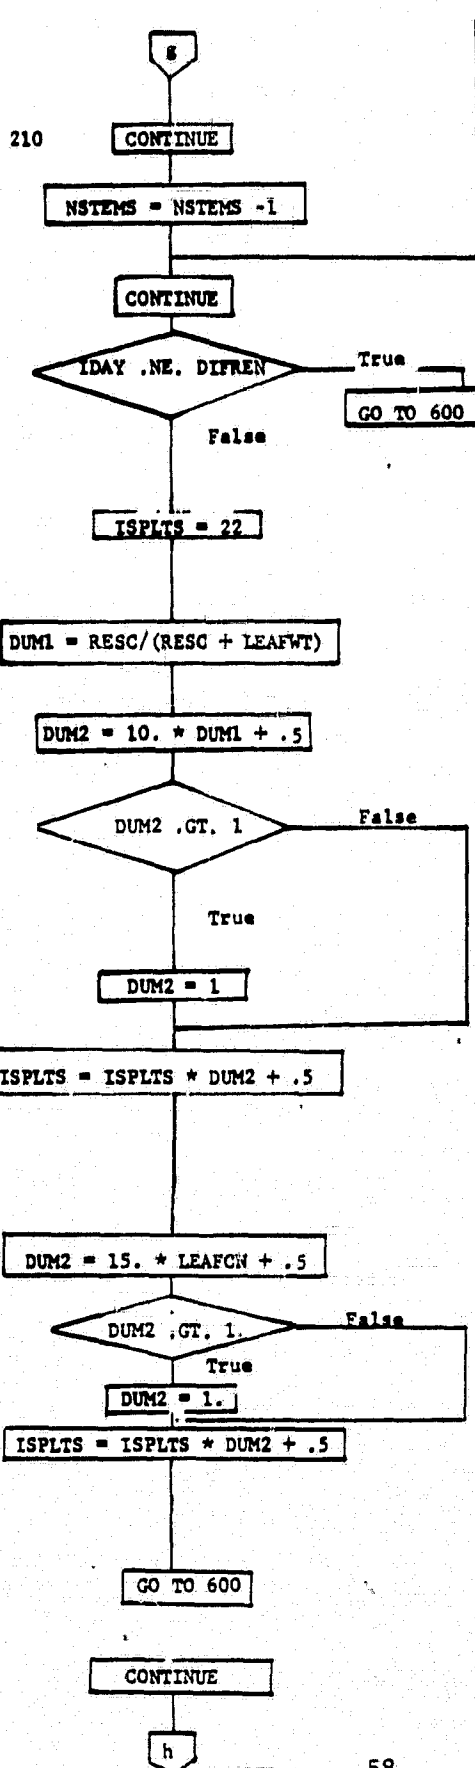 g
210 CONTINUE
NSTEMS = NSTEMS -1
CONTINUE
IDAY .NE. DIFREN
True
GO TO 600
False
ISPLTS = 22
DUM1 = RESC/(RESC + LEAFWT)
DUM2 = 10. * DUM1 + .5
DUM2 .GT. 1
False
True
DUM2 = 1
ISPLTS = ISPLTS * DUM2 + .5
DUM2 = 15. * LEAFCN + .5
DUM2 .GT. 1.
False
True
DUM2 = 1.
ISPLTS = ISPLTS * DUM2 + .5
GO TO 600
CONTINUE
h
58